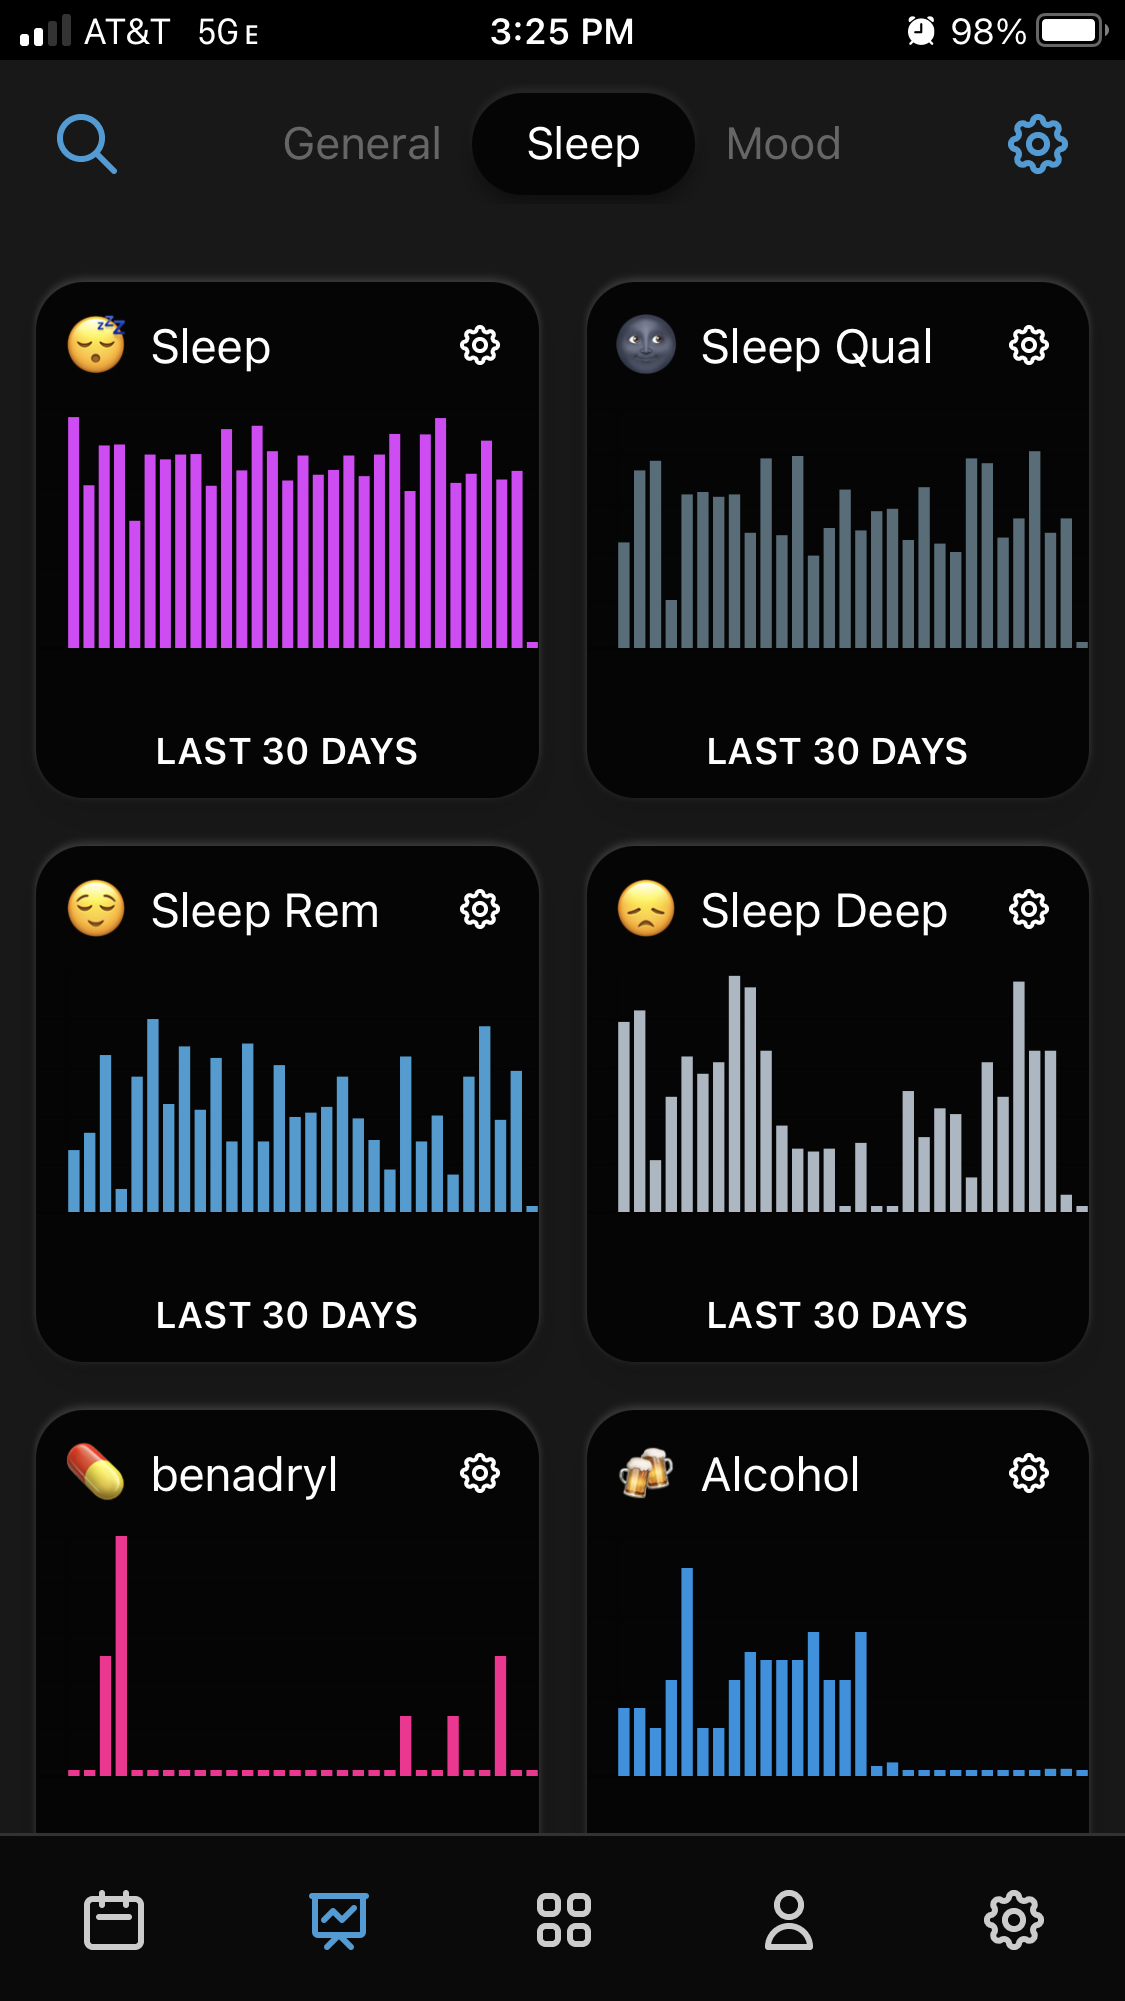 AT&T 5GE 3:25 PM 98%
General Sleep Mood
Sleep
Sleep Qual
LAST 30 DAYS
LAST 30 DAYS
Sleep Rem
Sleep Deep
LAST 30 DAYS
LAST 30 DAYS
benadryl
Alcohol